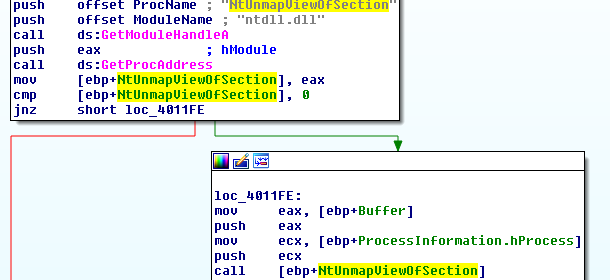 push    offset ProcName ; "NtUnmapViewOfSection"
push    offset ModuleName ; "ntdll.dll"
call    ds:GetModuleHandleA
push    eax             ; hModule
call    ds:GetProcAddress
mov     [ebp+NtUnmapViewOfSection], eax
cmp     [ebp+NtUnmapViewOfSection], 0
jnz     short loc_4011FE
loc_4011FE:
mov     eax, [ebp+Buffer]
push    eax
mov     ecx, [ebp+ProcessInformation.hProcess]
push    ecx
call    [ebp+NtUnmapViewOfSection]